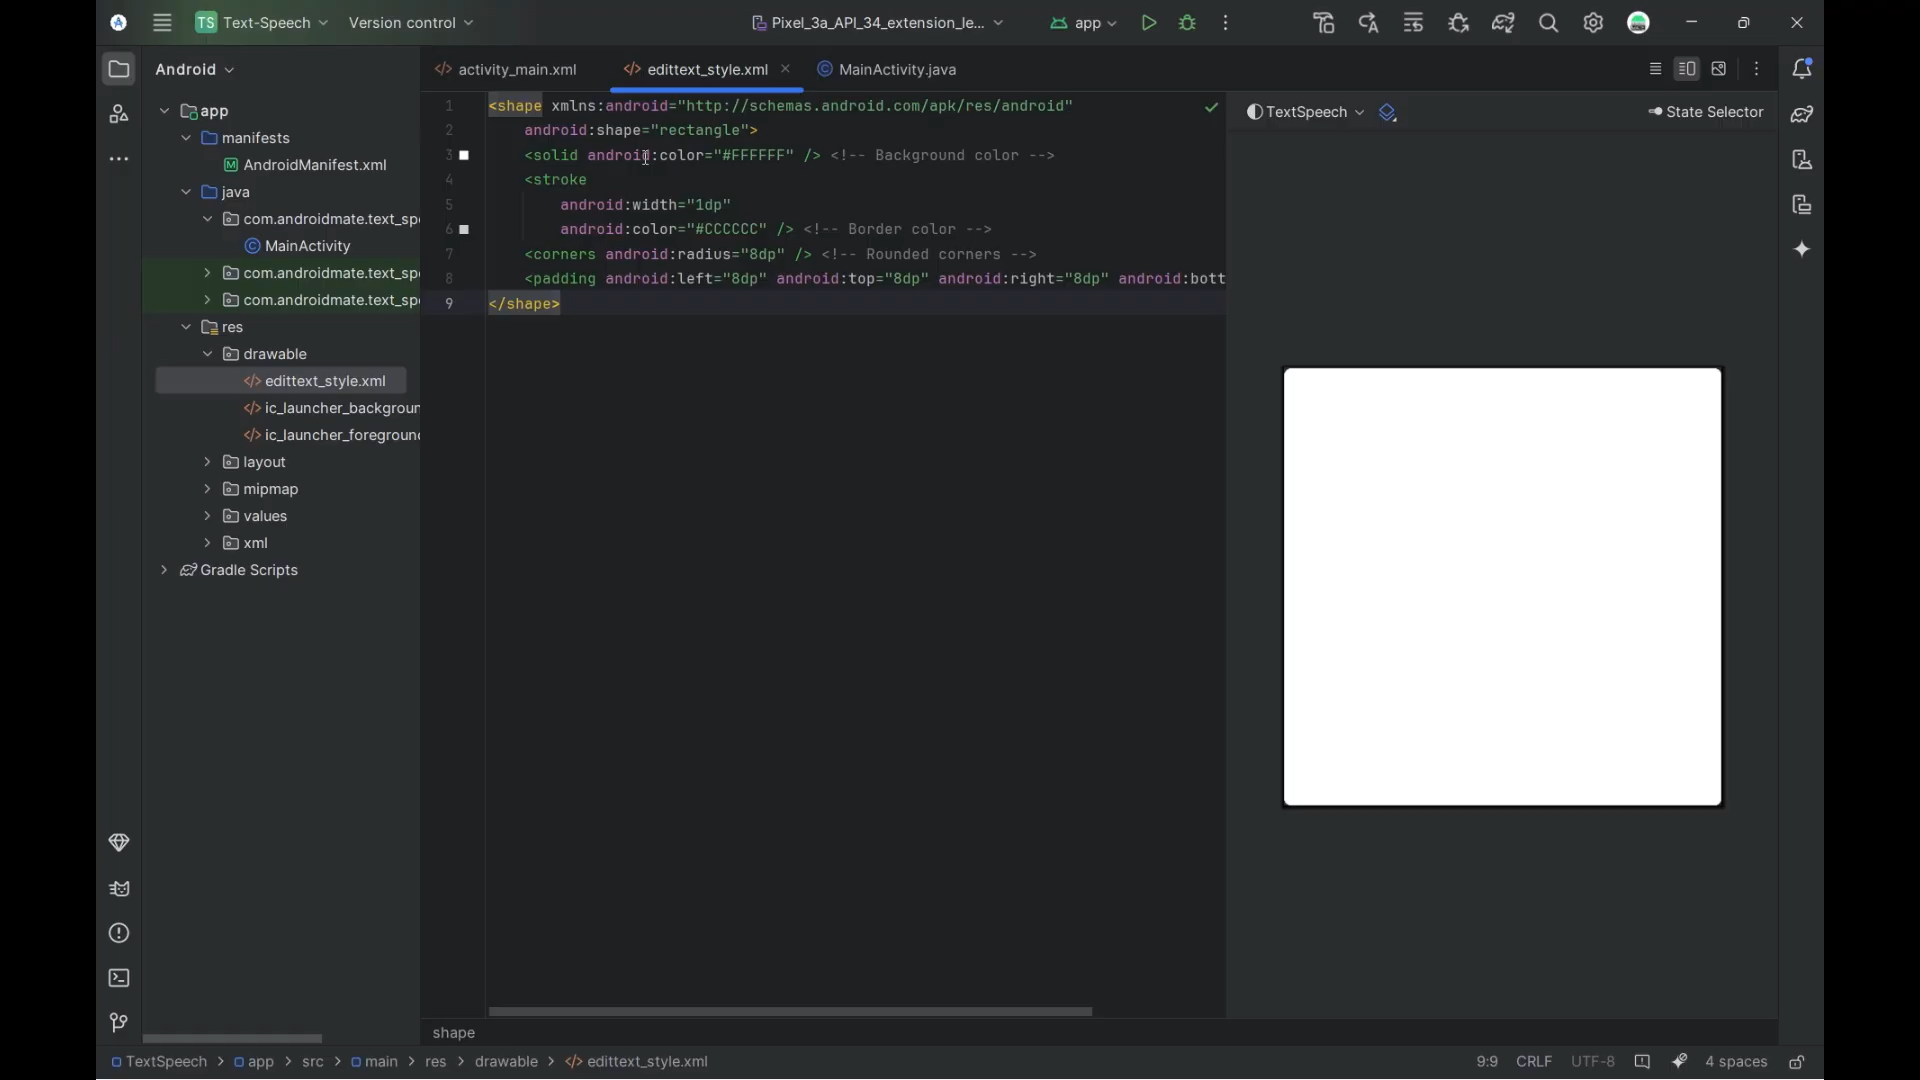 TS Text-Speech
Version control
Pixel_3a_API_34_extension_le...
app
Android
activity_main.xml
edittext_style.xml
MainActivity.java
app
manifests
AndroidManifest.xml
java
com.androidmate.text_sp
MainActivity
com.androidmate.text_sp
com.androidmate.text_sp
res
drawable
edittext_style.xml
ic_launcher_backgroun
ic_launcher_foreground
layout
mipmap
values
xml
Gradle Scripts
1 <shape xmlns:android="http://schemas.android.com/apk/res/android"
2 android:shape="rectangle">
3 <solid android:color="#FFFFFF" /> <!-- Background color -->
4 <stroke
5 android:width="1dp"
6 android:color="#CCCCCC" /> <!-- Border color -->
7 <corners android:radius="8dp" /> <!-- Rounded corners -->
8 <padding android:left="8dp" android:top="8dp" android:right="8dp" android:bott
9 </shape>
TextSpeech
State Selector
shape
TextSpeech > app > src > main > res > drawable > edittext_style.xml
9:9 CRLF UTF-8 4 spaces